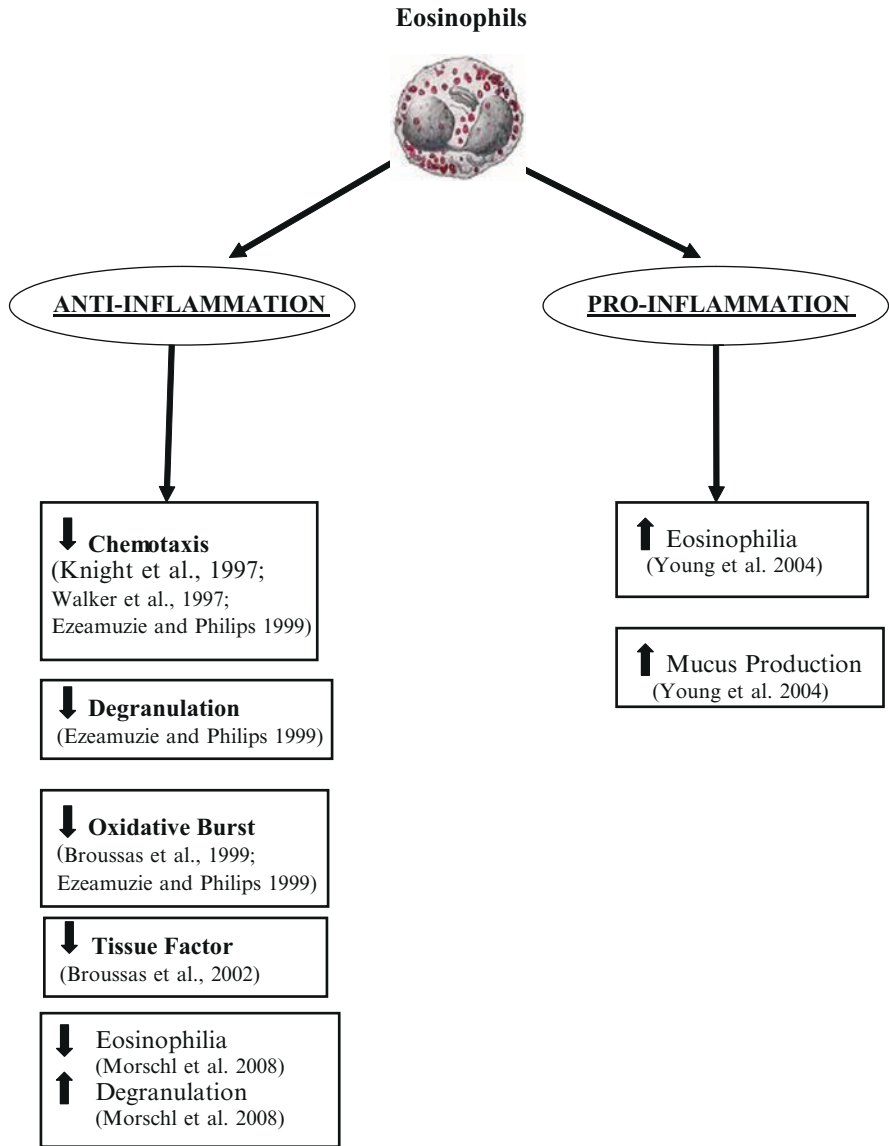 Eosinophils
ANTI-INFLAMMATION
PRO-INFLAMMATION
Chemotaxis
(Knight et al., 1997;
Walker et al., 1997;
Ezeamuzie and Philips 1999)
Degranulation
(Ezeamuzie and Philips 1999)
Oxidative Burst
(Broussas et al., 1999;
Ezeamuzie and Philips 1999)
Tissue Factor
(Broussas et al., 2002)
Eosinophilia
(Morschl et al. 2008)
Degranulation
(Morschl et al. 2008)
Eosinophilia
(Young et al. 2004)
Mucus Production
(Young et al. 2004)